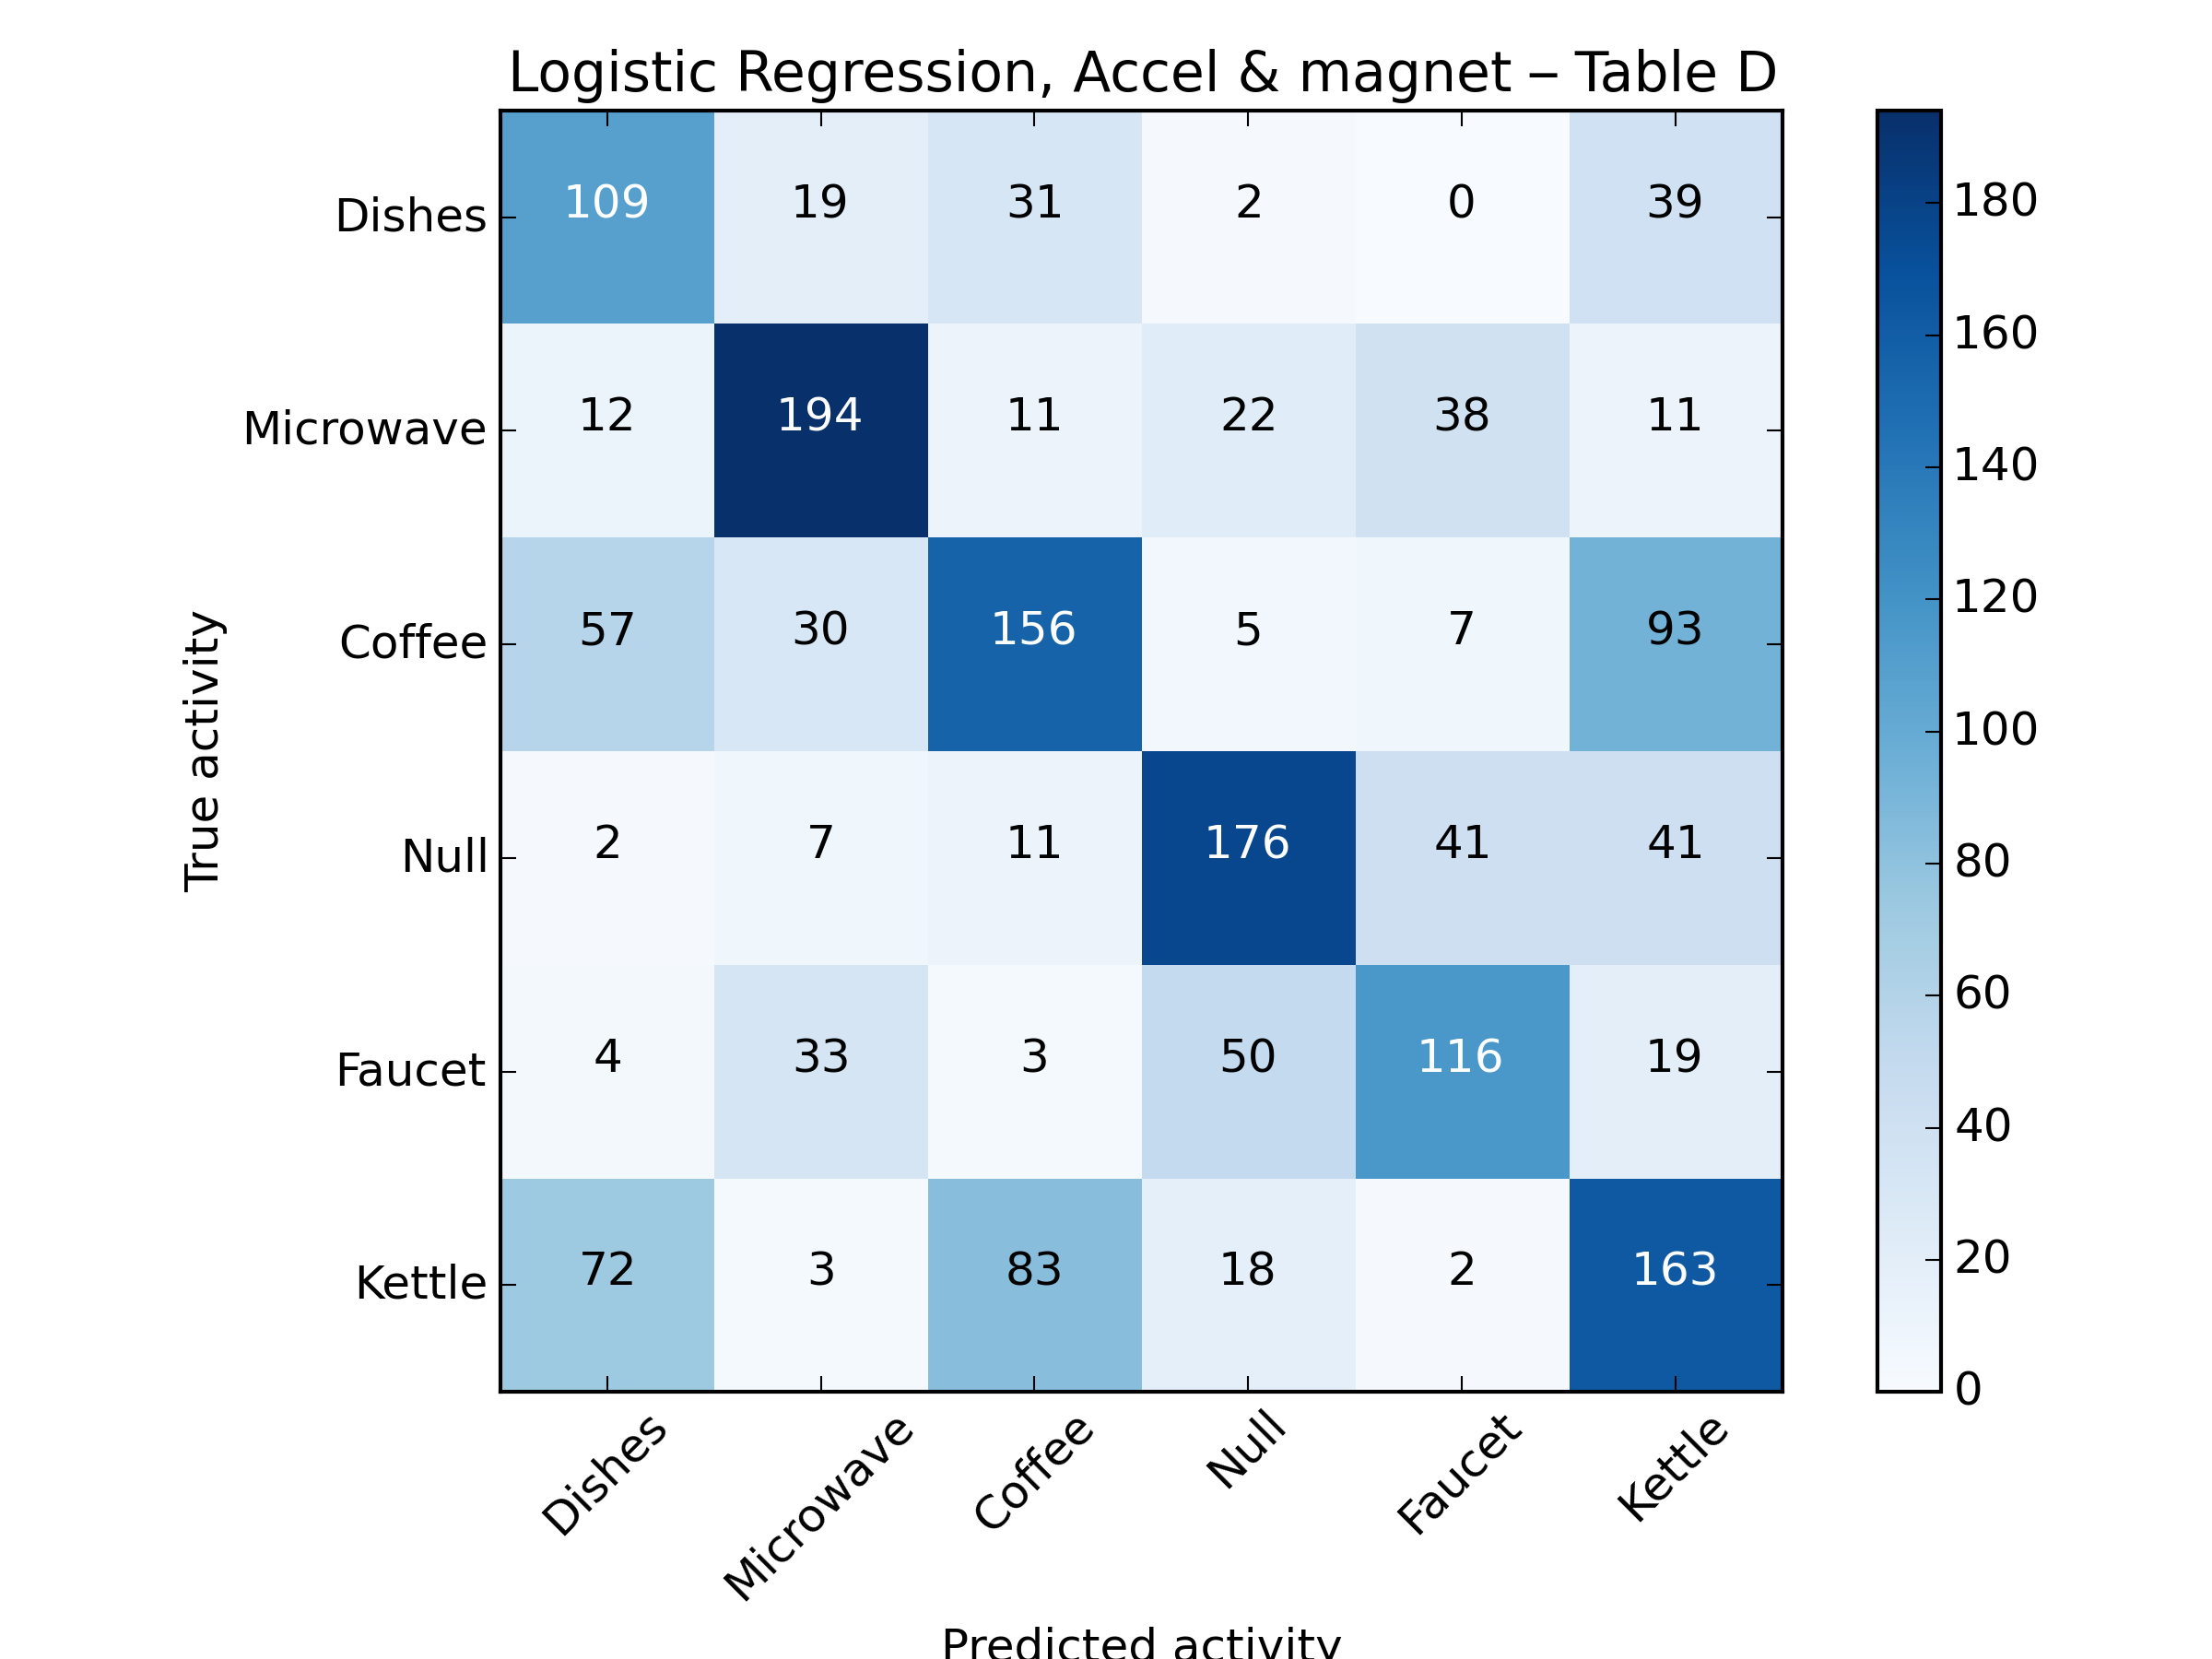 Logistic Regression, Accel & magnet – Table D
True activity
Dishes 109 19 31 2 0 39
Microwave 12 194 11 22 38 11
Coffee 57 30 156 5 7 93
Null 2 7 11 176 41 41
Faucet 4 33 3 50 116 19
Kettle 72 3 83 18 2 163
Dishes Microwave Coffee Null Faucet Kettle
Predicted activity
180
160
140
120
100
80
60
40
20
0